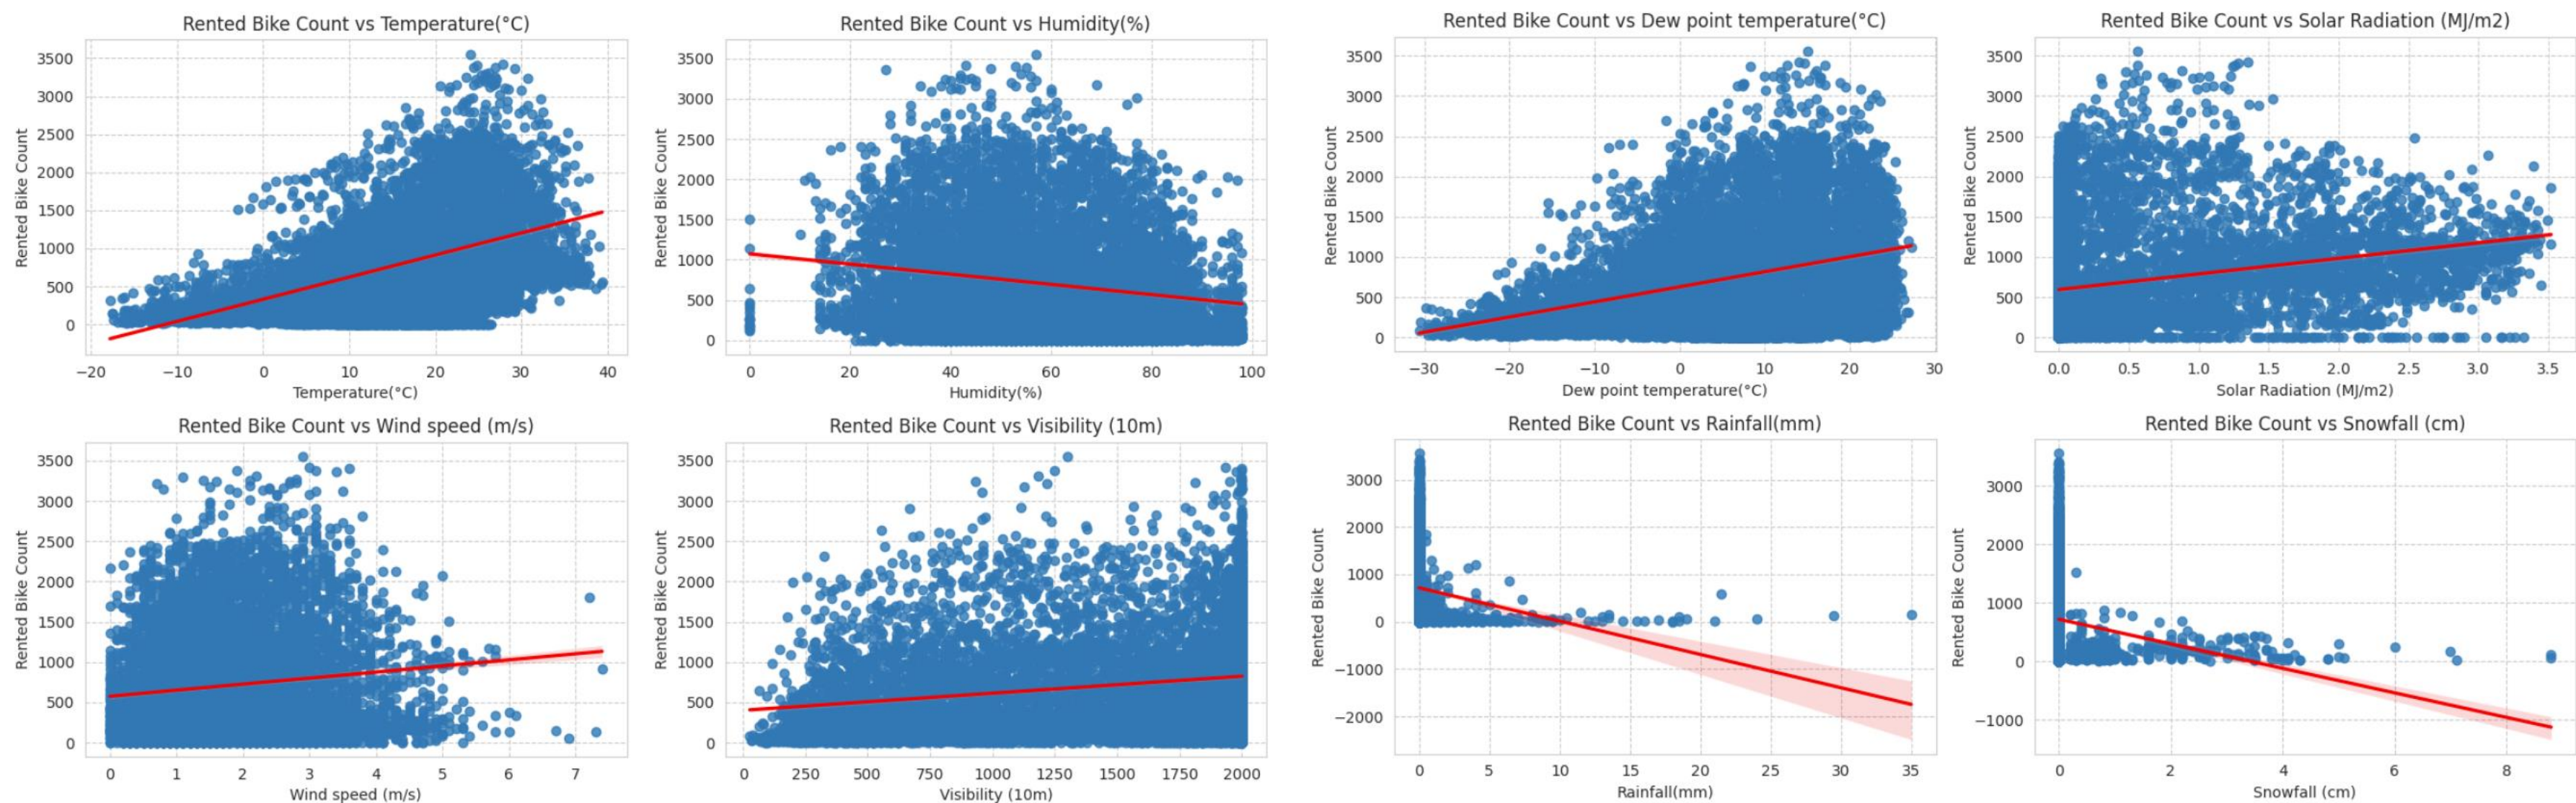 Rented Bike Count vs Temperature(°C)
Rented Bike Count
3500
3000
2500
2000
1500
1000
500
0
−20 −10 0 10 20 30 40
Temperature(°C)
Rented Bike Count vs Humidity(%)
Rented Bike Count
3500
3000
2500
2000
1500
1000
500
0
0 20 40 60 80 100
Humidity(%)
Rented Bike Count vs Dew point temperature(°C)
Rented Bike Count
3500
3000
2500
2000
1500
1000
500
0
−30 −20 −10 0 10 20 30
Dew point temperature(°C)
Rented Bike Count vs Solar Radiation (MJ/m2)
Rented Bike Count
3500
3000
2500
2000
1500
1000
500
0
0.0 0.5 1.0 1.5 2.0 2.5 3.0 3.5
Solar Radiation (MJ/m2)
Rented Bike Count vs Wind speed (m/s)
Rented Bike Count
3500
3000
2500
2000
1500
1000
500
0
0 1 2 3 4 5 6 7
Wind speed (m/s)
Rented Bike Count vs Visibility (10m)
Rented Bike Count
3500
3000
2500
2000
1500
1000
500
0
0 250 500 750 1000 1250 1500 1750 2000
Visibility (10m)
Rented Bike Count vs Rainfall(mm)
Rented Bike Count
3000
2000
1000
0
−1000
−2000
0 5 10 15 20 25 30 35
Rainfall(mm)
Rented Bike Count vs Snowfall (cm)
Rented Bike Count
3000
2000
1000
0
−1000
0 2 4 6 8
Snowfall (cm)